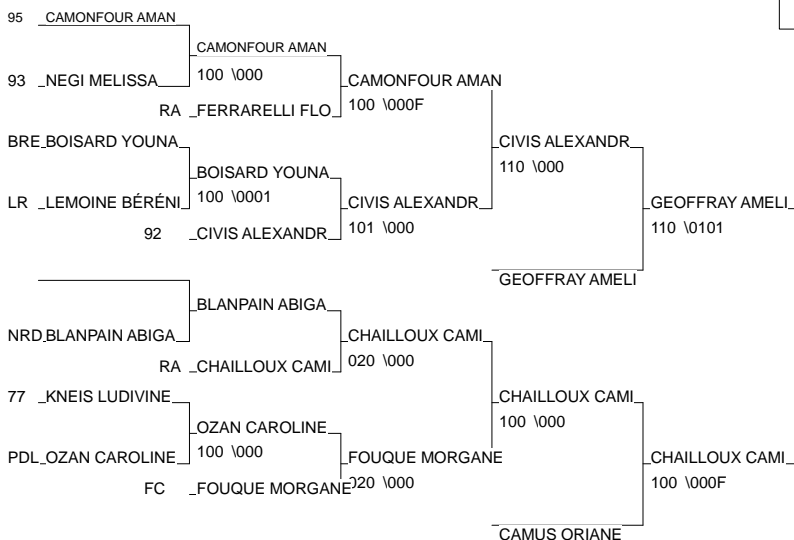 95 CAMONFOUR AMAN
CAMONFOUR AMAN
100 \000
93 NEGI MELISSA
CAMONFOUR AMAN
100 \000F
RA FERRARELLI FLO
BRE BOISARD YOUNA
CIVIS ALEXANDR
110 \000
BOISARD YOUNA
100 \0001
LR LEMOINE BÉRÉNI
CIVIS ALEXANDR
101 \000
GEOFFRAY AMELI
110 \0101
92 CIVIS ALEXANDR
GEOFFRAY AMELI
BLANPAIN ABIGA
NRD BLANPAIN ABIGA
CHAILLOUX CAMI
020 \000
RA CHAILLOUX CAMI
77 KNEIS LUDIVINE
CHAILLOUX CAMI
100 \000
OZAN CAROLINE
100 \000
PDL OZAN CAROLINE
FOUQUE MORGANE
020 \000
CHAILLOUX CAMI
100 \000F
FC FOUQUE MORGANE
CAMUS ORIANE